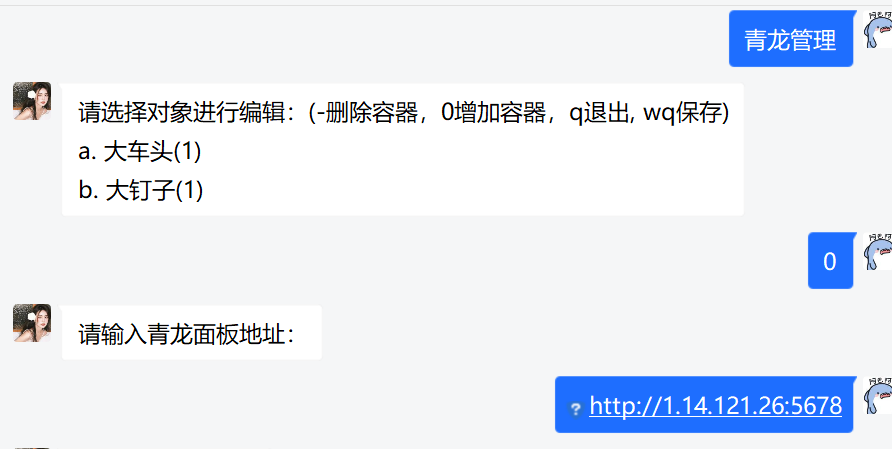 青龙管理
请选择对象进行编辑：(-删除容器，0增加容器，q退出, wq保存)
a. 大车头(1)
b. 大钉子(1)
0
请输入青龙面板地址：
http://1.14.121.26:5678